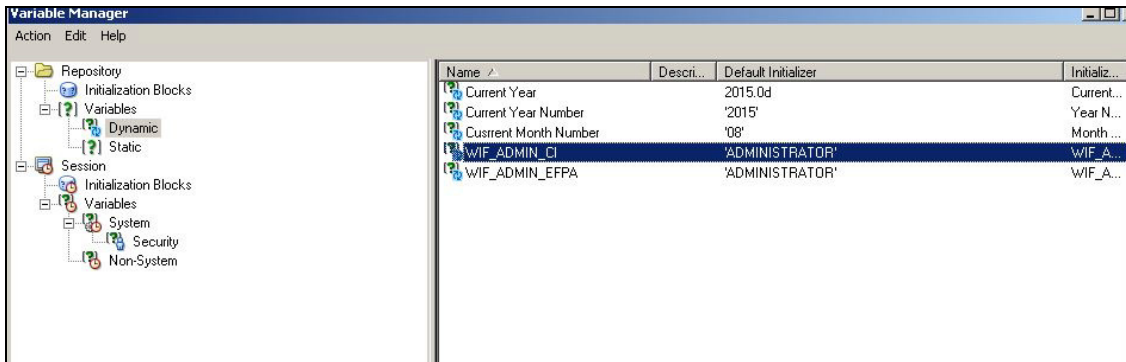 Variable Manager
Action Edit Help
Repository
Initialization Blocks
Variables
Dynamic
Static
Session
Initialization Blocks
Variables
System
Security
Non-System
Name Descri... Default Initializer Initializ...
Current Year 2015.0d Current...
Current Year Number '2015' Year N...
Cusrrent Month Number '08' Month ...
WIF_ADMIN_CI 'ADMINISTRATOR' WIF_A...
WIF_ADMIN_EFPA 'ADMINISTRATOR' WIF_A...